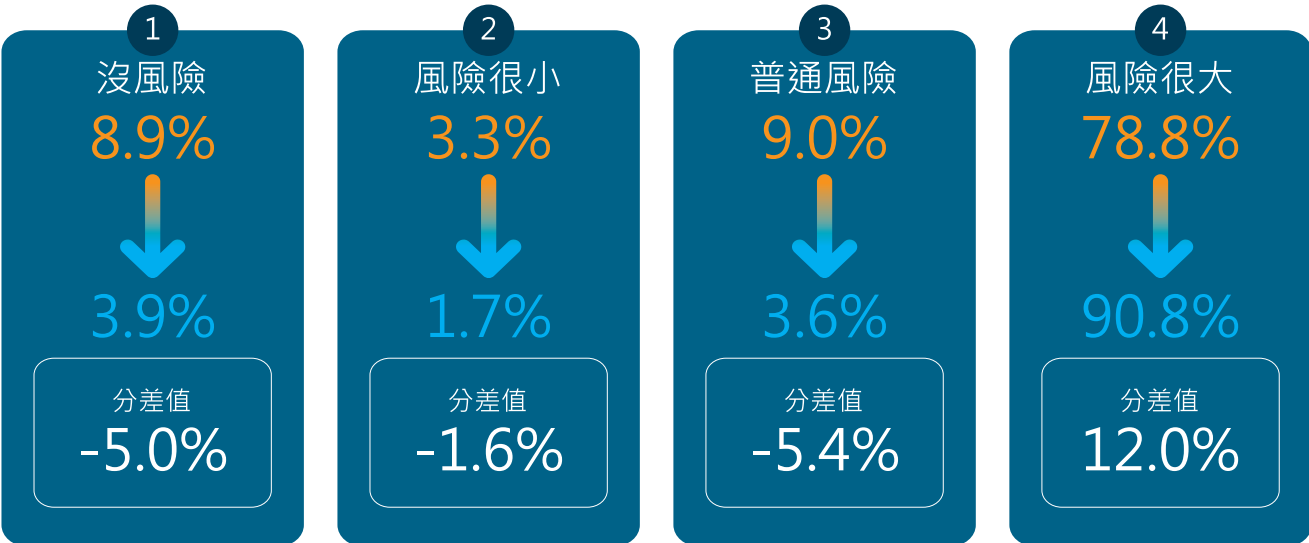 1
沒風險
8.9%
3.9%
分差值
-5.0%
2
風險很小
3.3%
1.7%
分差值
-1.6%
3
普通風險
9.0%
3.6%
分差值
-5.4%
4
風險很大
78.8%
90.8%
分差值
12.0%